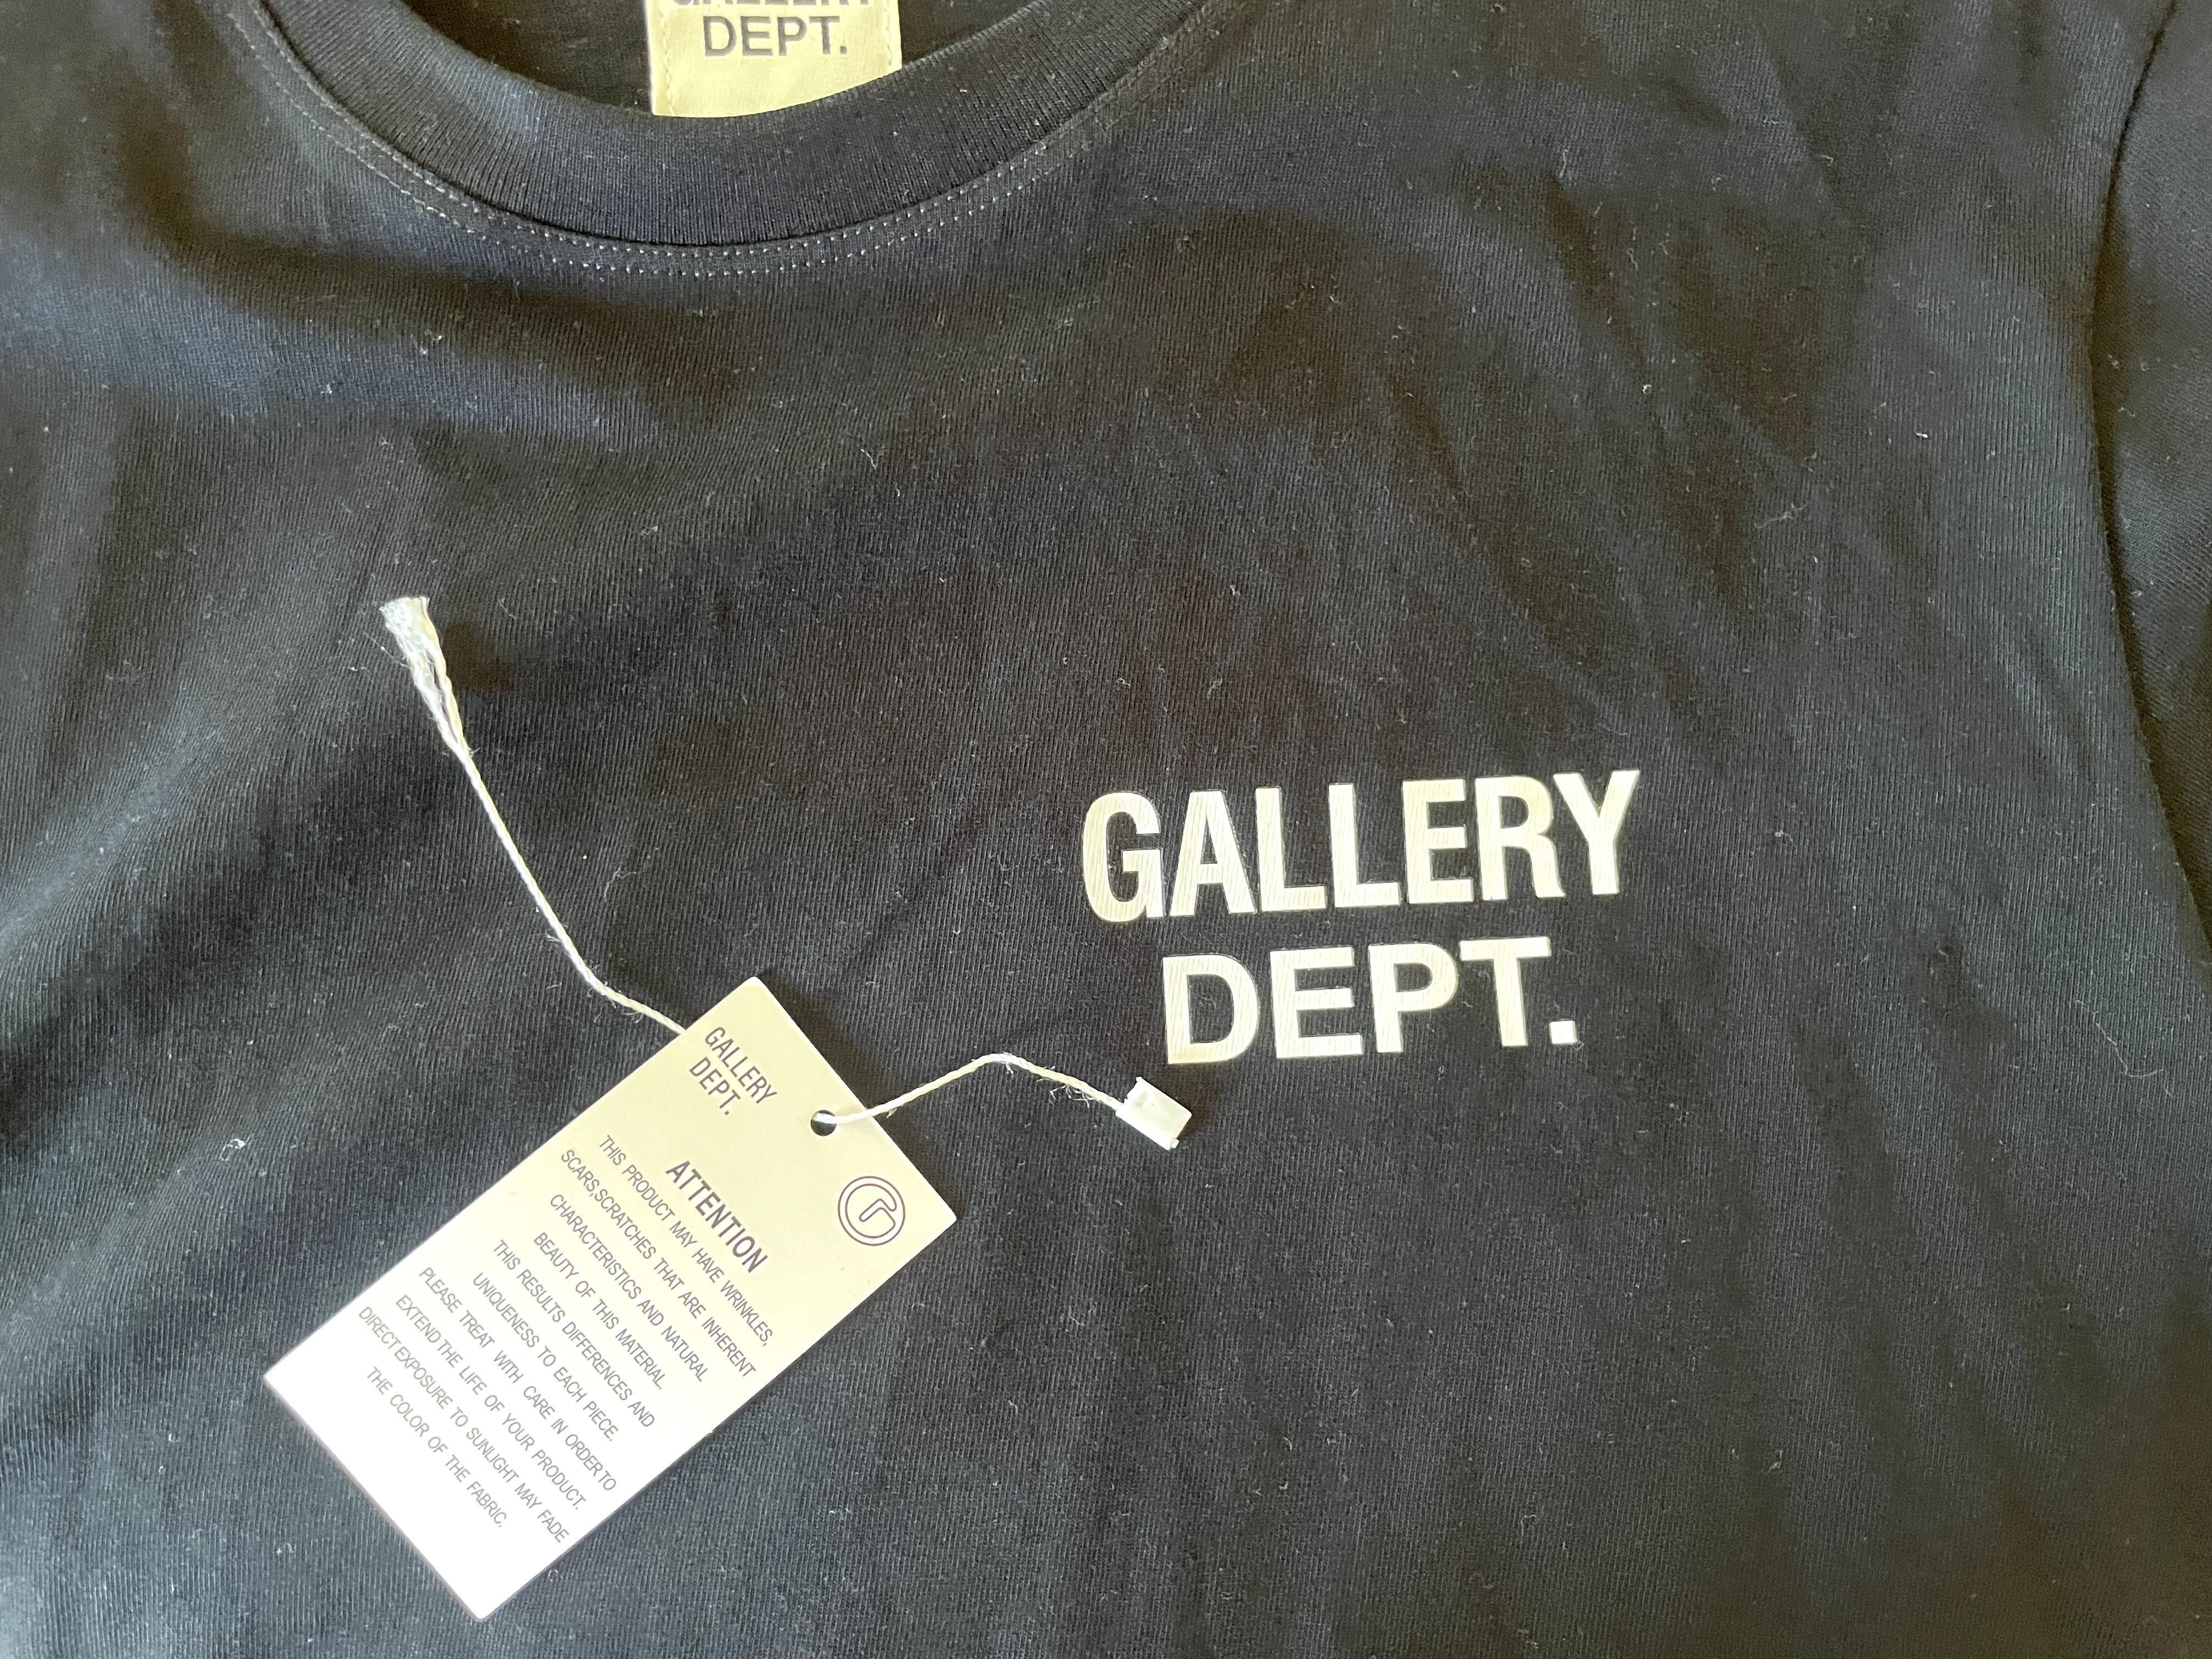 GALLERY
DEPT.
GALLERY
DEPT.
GALLERY
DEPT.
ATTENTION
THIS PRODUCT MAY HAVE WRINKLES,
SCARS,SCRATCHES THAT ARE INHERENT
CHARACTERISTICS AND NATURAL
BEAUTY OF THIS MATERIAL.
THIS RESULTS DIFFERENCES AND
UNIQUENESS TO EACH PIECE.
PLEASE TREAT WITH CARE IN ORDER TO
EXTEND THE LIFE OF YOUR PRODUCT.
DIRECT EXPOSURE TO SUNLIGHT MAY FADE
THE COLOR OF THE FABRIC.